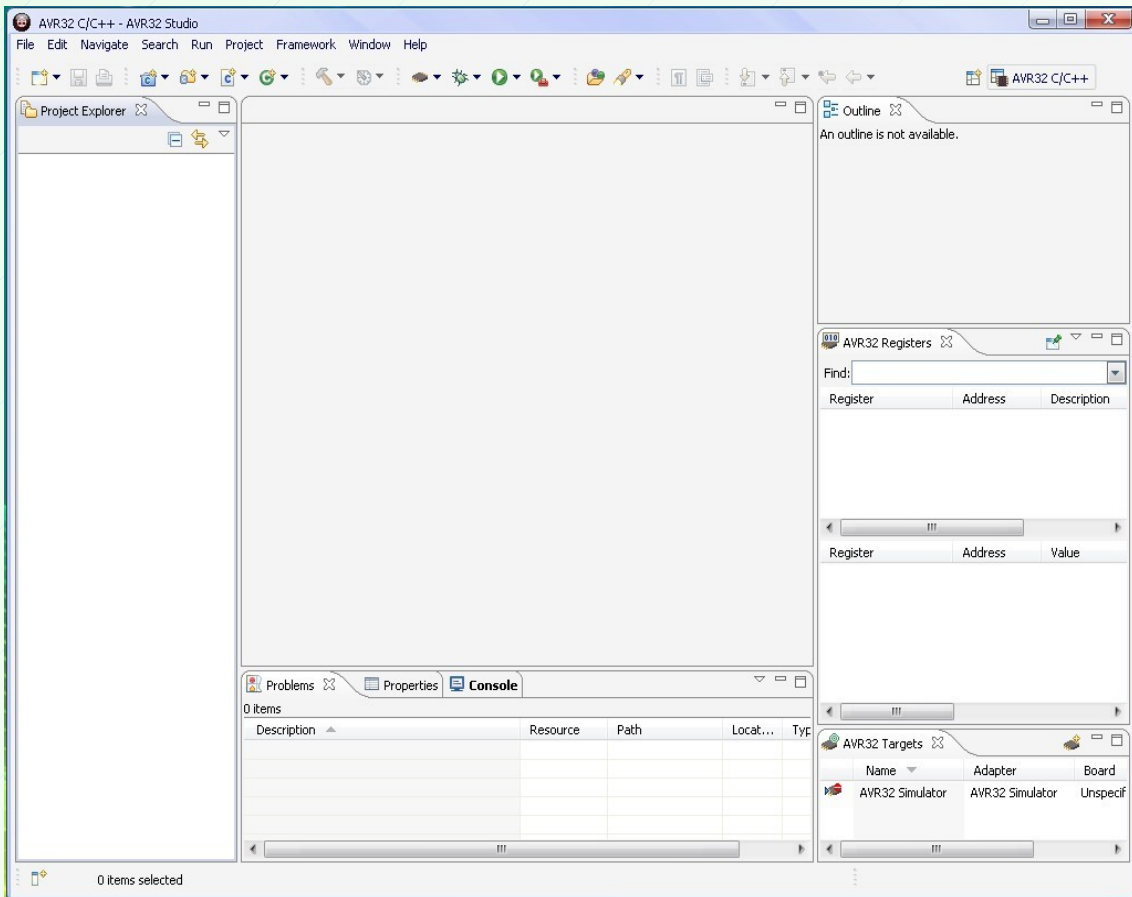 AVR32 C/C++ - AVR32 Studio
File Edit Navigate Search Run Project Framework Window Help
AVR32 C/C++
Project Explorer
Outline
An outline is not available.
AVR32 Registers
Find:
Register Address Description
Register Address Value
Problems Properties Console
0 items
Description Resource Path Locat... Typ
AVR32 Targets
Name Adapter Board
AVR32 Simulator AVR32 Simulator Unspecif
0 items selected